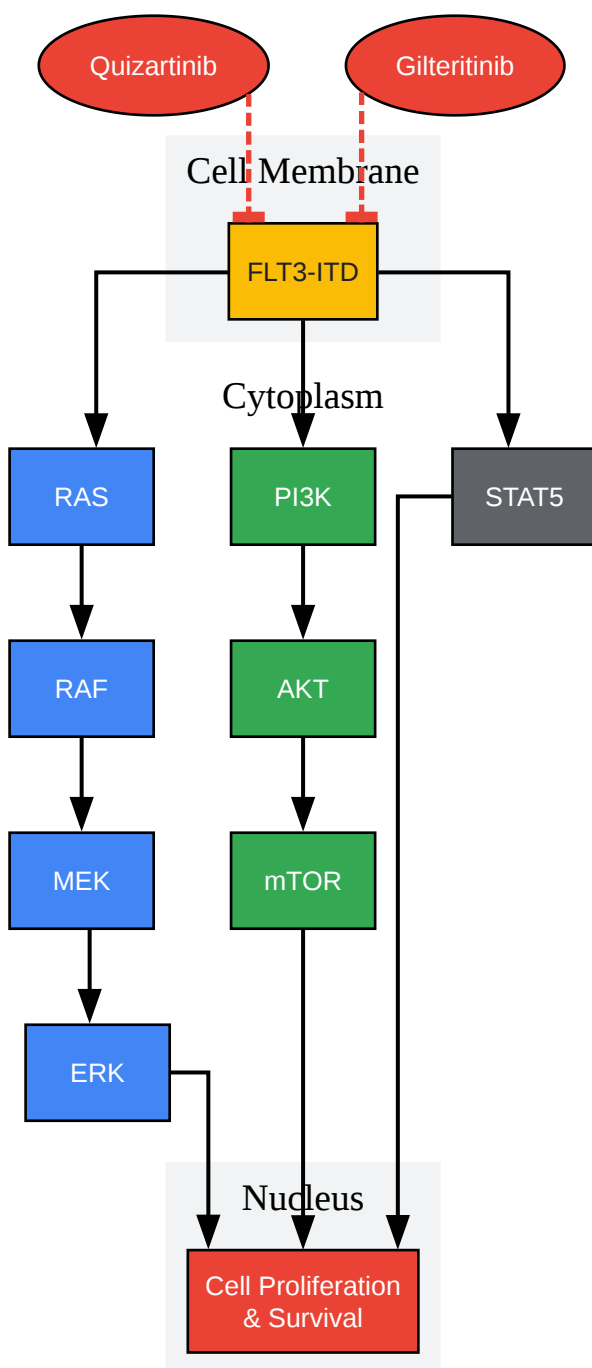 Quizartinib
Gilteritinib
Cell Membrane
FLT3-ITD
Cytoplasm
RAS
PI3K
STAT5
RAF
AKT
MEK
mTOR
ERK
Nucleus
Cell Proliferation
& Survival